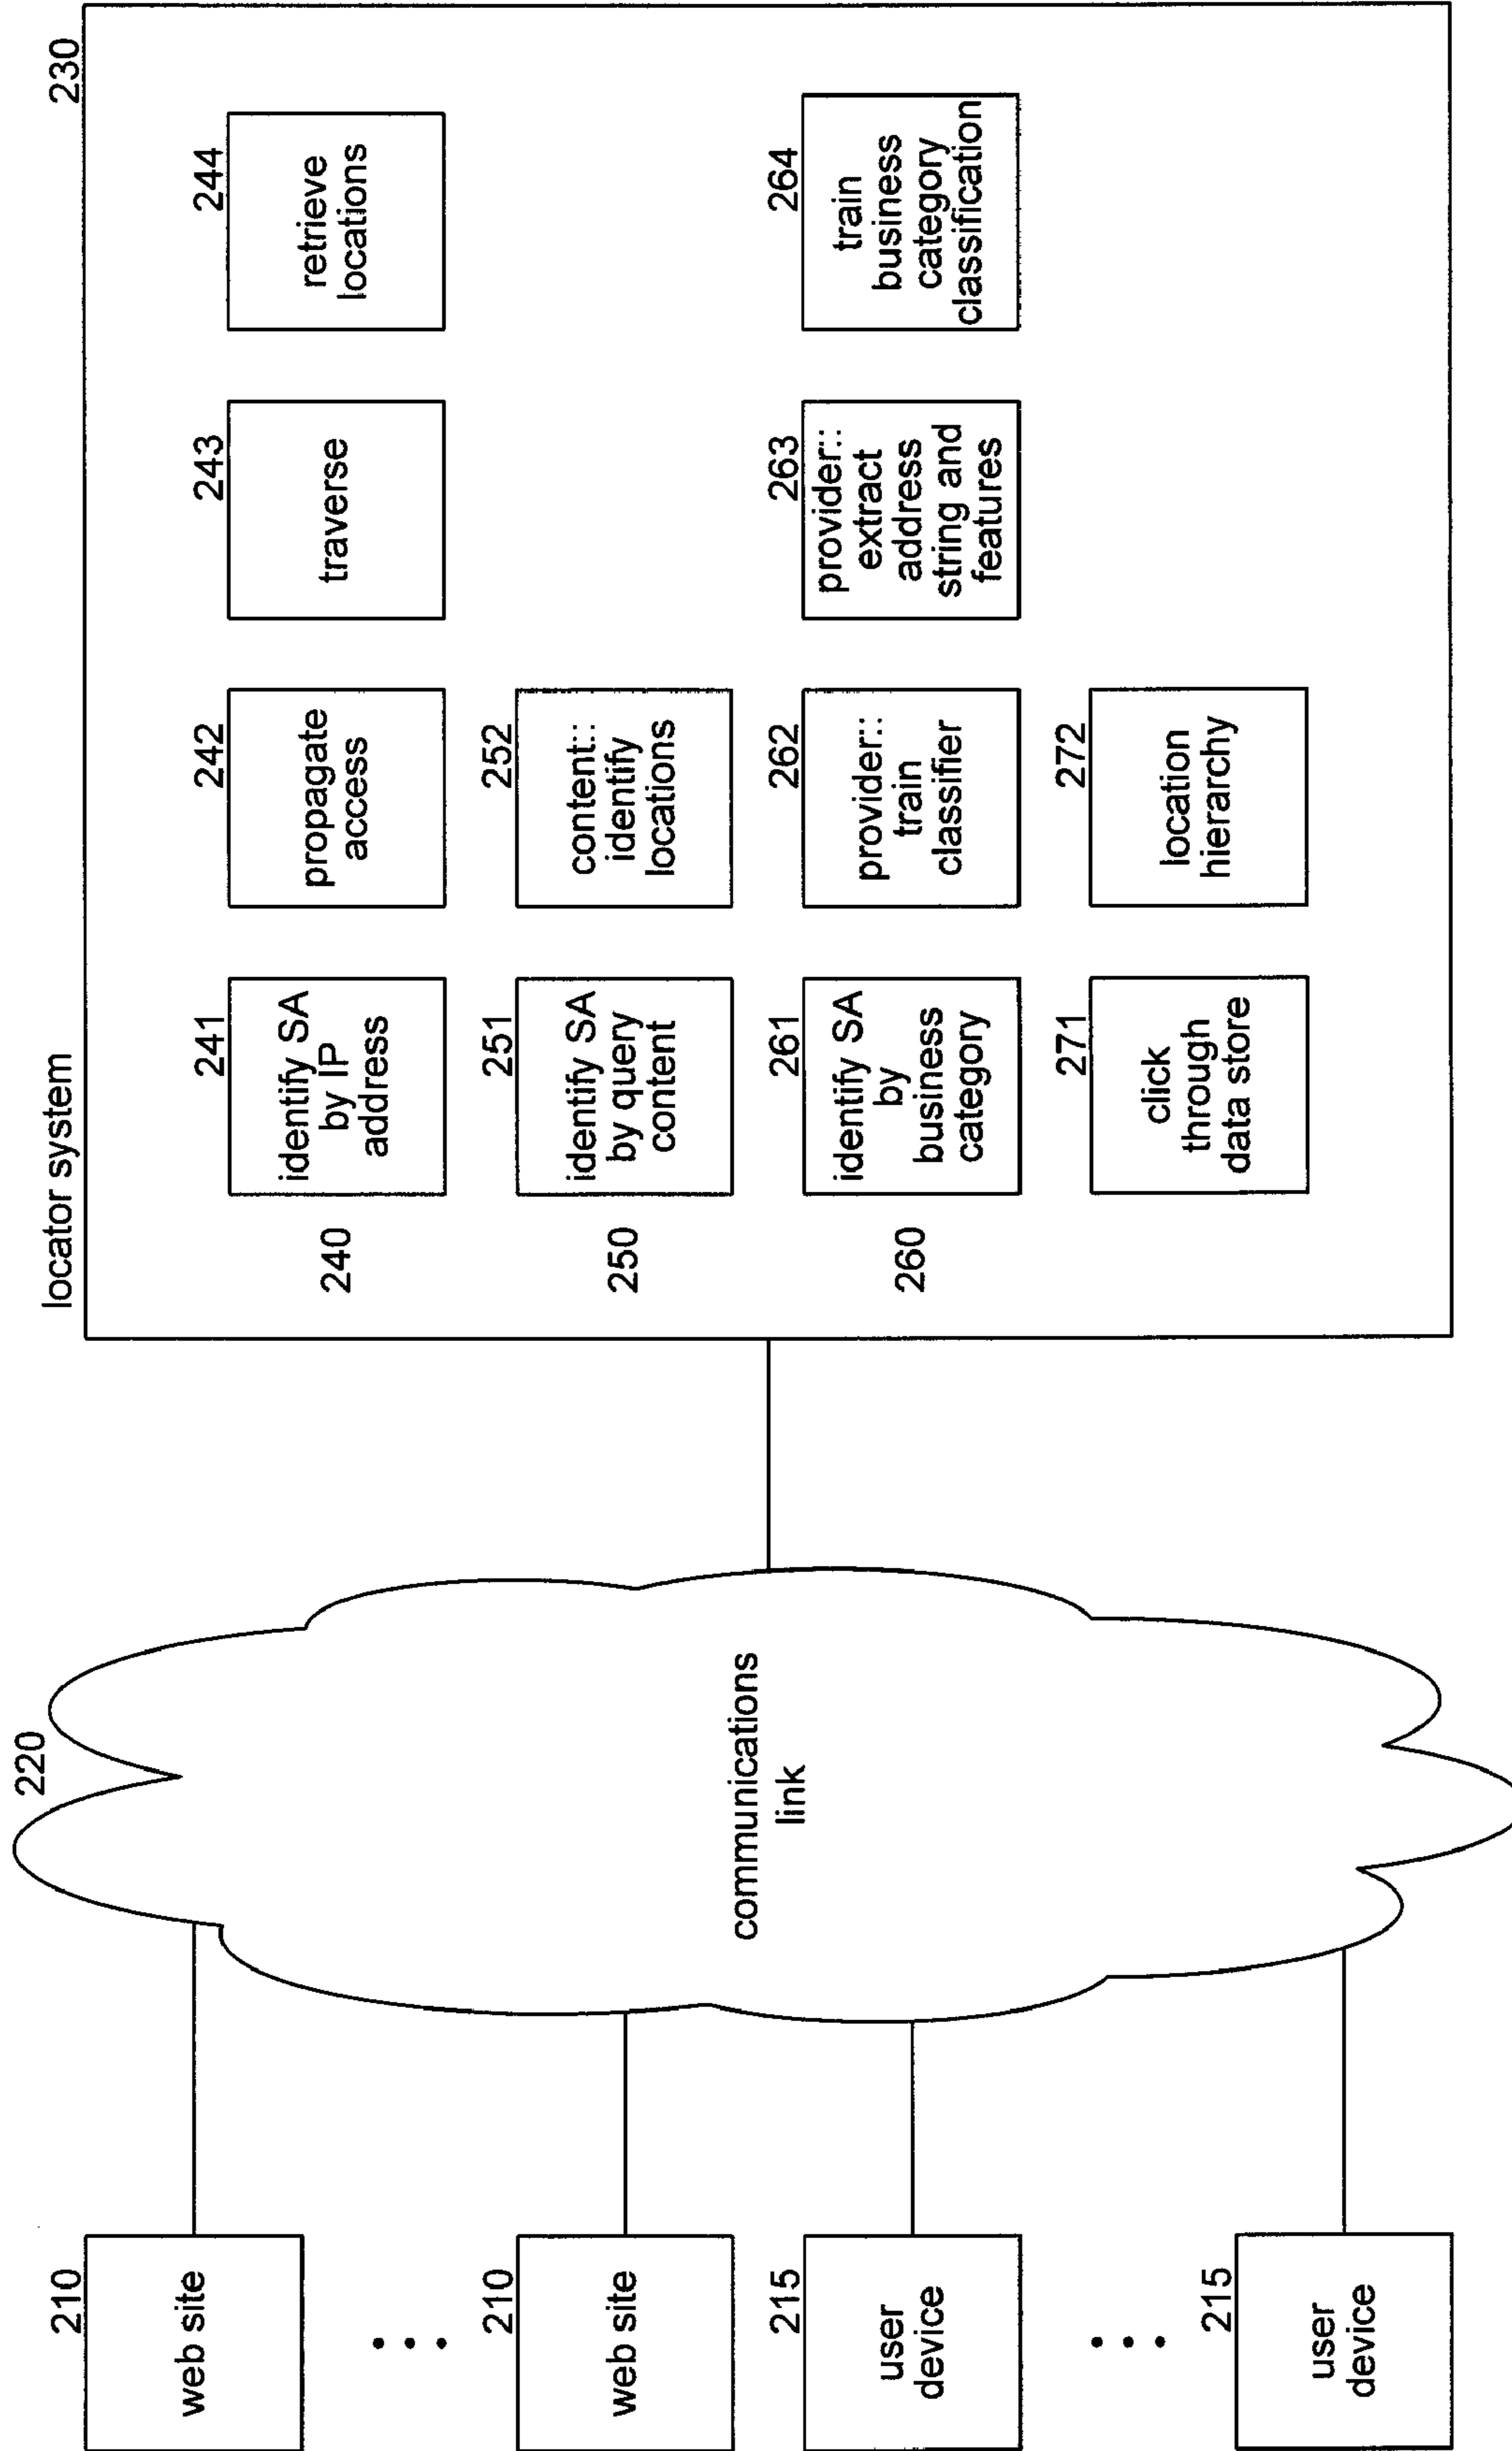 210
web site
210
web site
215
user
device
215
user
device
220
communications
link
locator system
230
240
241
identify SA
by IP
address
242
propagate
access
243
traverse
244
retrieve
locations
250
251
identify SA
by query
content
252
content::
identify
locations
260
261
identify SA
by
business
category
262
provider::
train
classifier
263
provider::
extract
address
string and
features
264
train
business
category
classification
271
click
through
data store
272
location
hierarchy